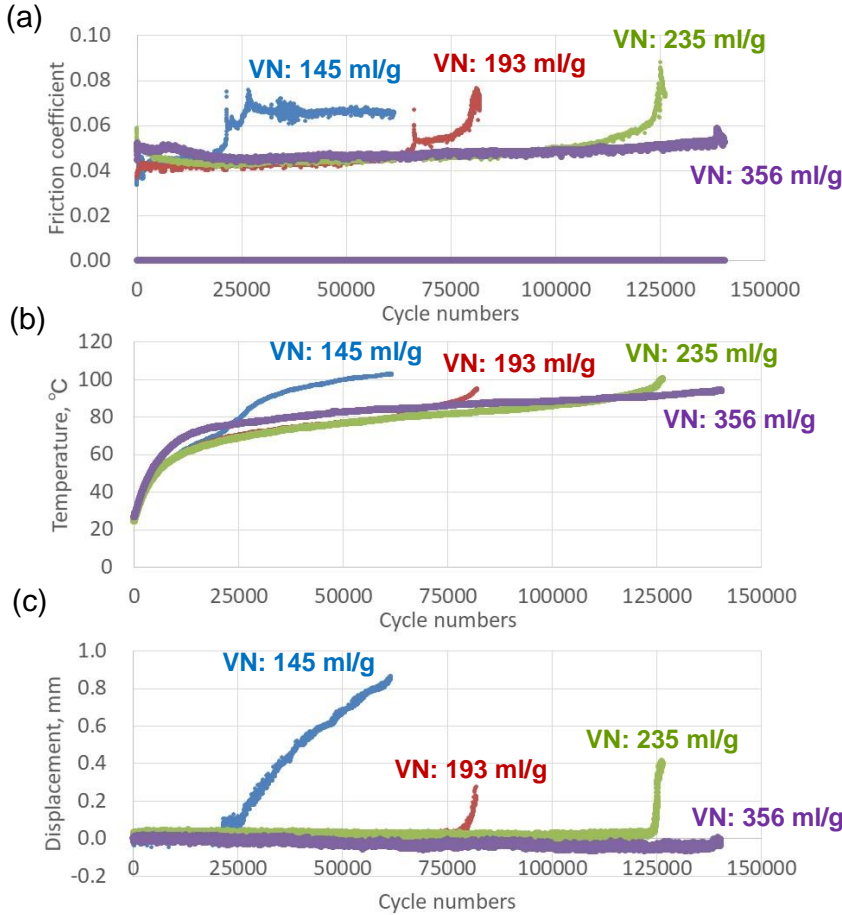 (a)
0.10
0.08
0.06
0.04
0.02
0.00
Friction coefficient
VN: 145 ml/g
VN: 193 ml/g
VN: 235 ml/g
VN: 356 ml/g
0 25000 50000 75000 100000 125000 150000
Cycle numbers
(b)
120
100
80
60
40
20
0
Temperature, °C
VN: 145 ml/g
VN: 193 ml/g
VN: 235 ml/g
VN: 356 ml/g
0 25000 50000 75000 100000 125000 150000
Cycle numbers
(c)
1.0
0.8
0.6
0.4
0.2
0.0
-0.2
Displacement, mm
VN: 145 ml/g
VN: 193 ml/g
VN: 235 ml/g
VN: 356 ml/g
0 25000 50000 75000 100000 125000 150000
Cycle numbers